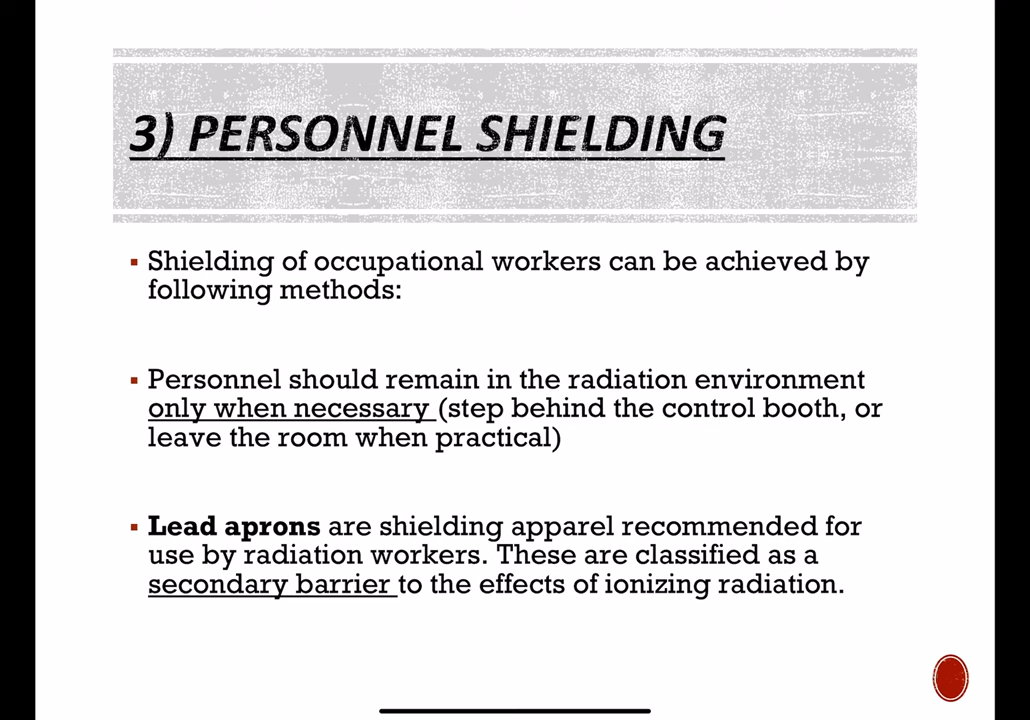 3) PERSONNEL SHIELDING
▪ Shielding of occupational workers can be achieved by
following methods:
▪ Personnel should remain in the radiation environment
only when necessary (step behind the control booth, or
leave the room when practical)
▪ Lead aprons are shielding apparel recommended for
use by radiation workers. These are classified as a
secondary barrier to the effects of ionizing radiation.